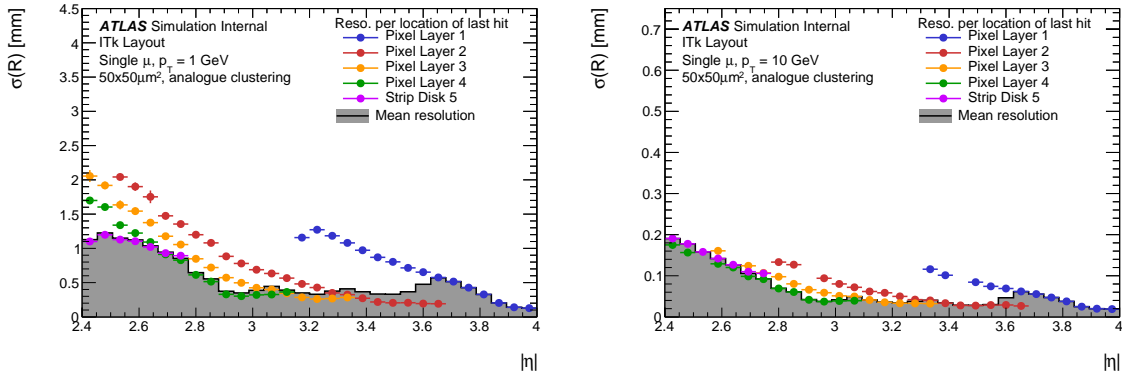 ATLAS Simulation Internal
ITk Layout
Single μ, p_T = 1 GeV
50x50μm², analogue clustering
Reso. per location of last hit
Pixel Layer 1
Pixel Layer 2
Pixel Layer 3
Pixel Layer 4
Strip Disk 5
Mean resolution
σ(R) [mm]
4.5
4
3.5
3
2.5
2
1.5
1
0.5
0
2.4 2.6 2.8 3 3.2 3.4 3.6 3.8 4
|η|
ATLAS Simulation Internal
ITk Layout
Single μ, p_T = 10 GeV
50x50μm², analogue clustering
Reso. per location of last hit
Pixel Layer 1
Pixel Layer 2
Pixel Layer 3
Pixel Layer 4
Strip Disk 5
Mean resolution
σ(R) [mm]
0.7
0.6
0.5
0.4
0.3
0.2
0.1
0
2.4 2.6 2.8 3 3.2 3.4 3.6 3.8 4
|η|